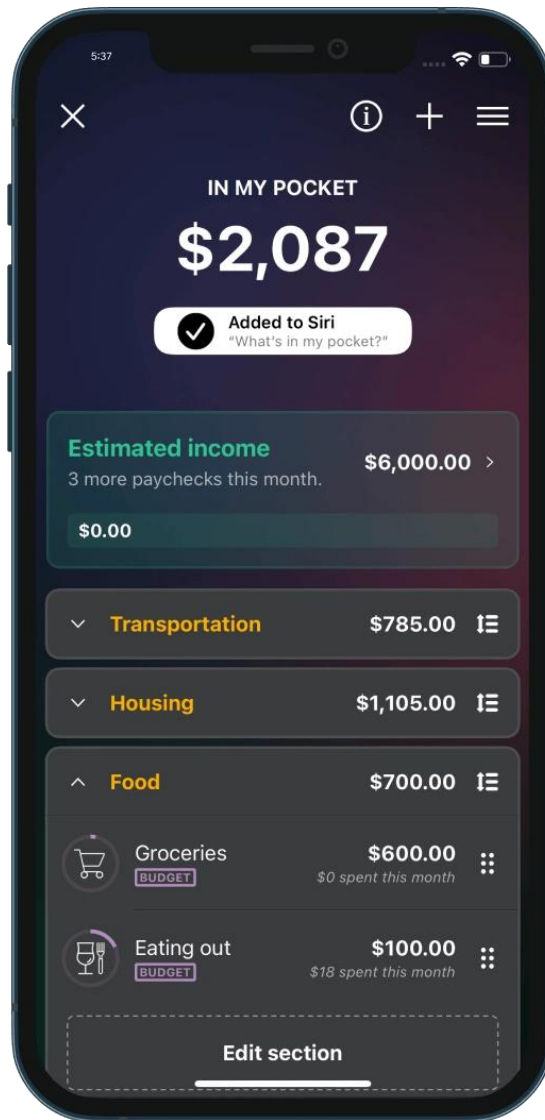 5:37
IN MY POCKET
$2,087
Added to Siri
"What's in my pocket?"
Estimated income
$6,000.00
3 more paychecks this month.
$0.00
Transportation $785.00
Housing $1,105.00
Food $700.00
Groceries $600.00
BUDGET $0 spent this month
Eating out $100.00
BUDGET $18 spent this month
Edit section